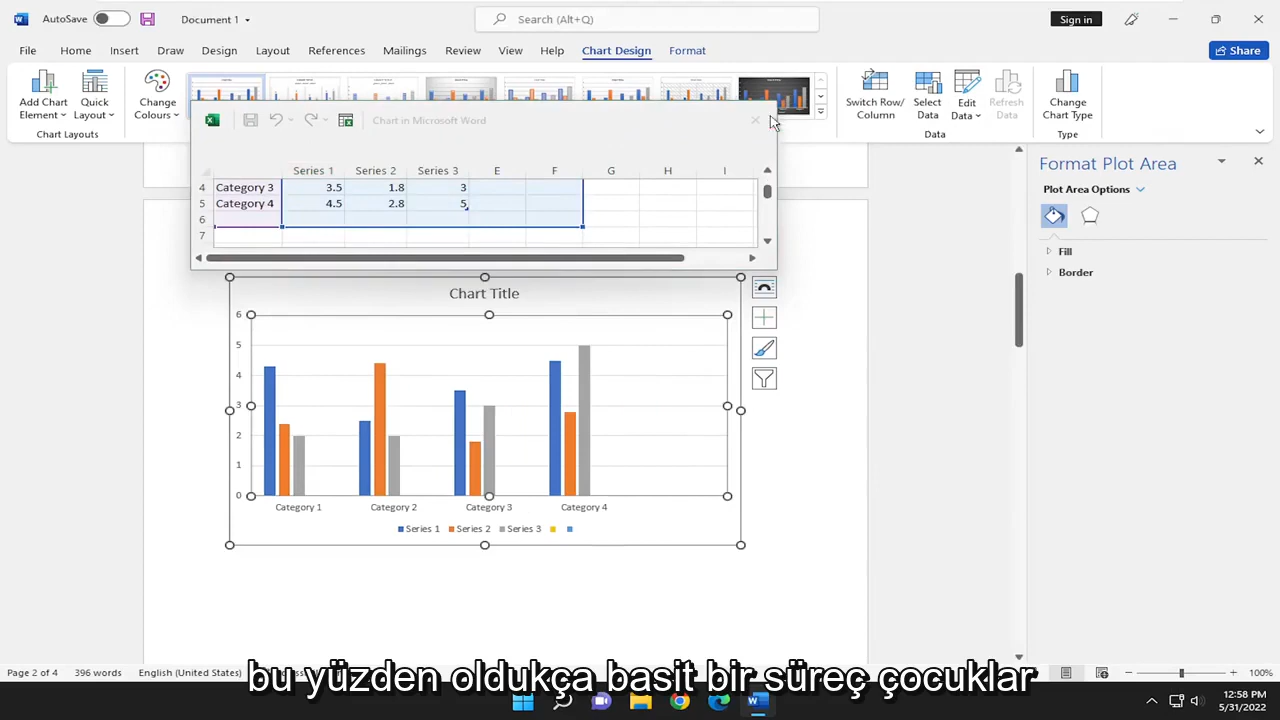 AutoSave
Document 1
Search (Alt+Q)
Sign in
File Home Insert Draw Design Layout References Mailings Review View Help Chart Design Format
Share
Add Chart Element
Quick Layout
Chart Layouts
Change Colours
Switch Row/ Column
Select Data
Edit Data
Refresh Data
Data
Change Chart Type
Type
Chart in Microsoft Word
Series 1 Series 2 Series 3 E F G H I
4 Category 3 3.5 1.8 3
5 Category 4 4.5 2.8 5
6
7
Format Plot Area
Plot Area Options
Fill
Border
Chart Title
6
5
4
3
2
1
0
Category 1 Category 2 Category 3 Category 4
Series 1 Series 2 Series 3
Page 2 of 4 396 words English (United States)
100%
bu yüzden oldukça basit bir süreç çocuklar
12:58 PM
5/31/2022